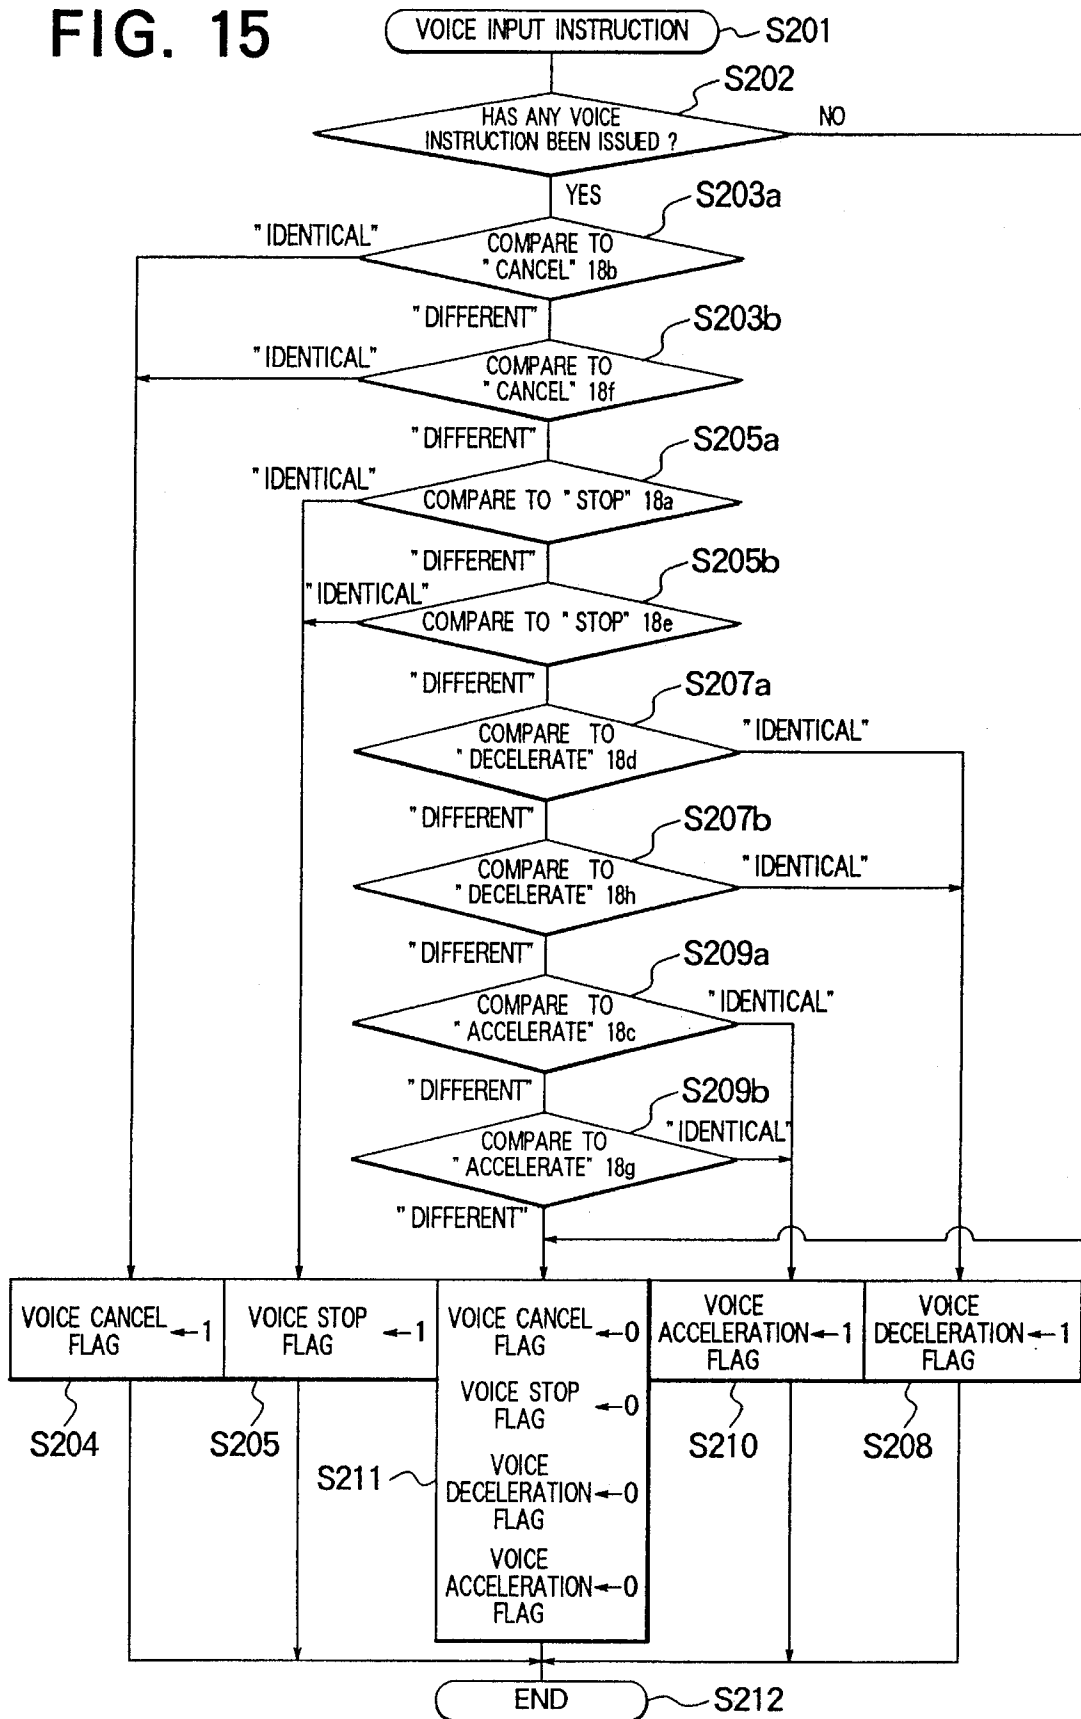 FIG. 15
VOICE INPUT INSTRUCTION
S201
S202
HAS ANY VOICE
INSTRUCTION BEEN ISSUED ?
NO
YES
S203a
"IDENTICAL"
COMPARE TO
"CANCEL" 18b
"DIFFERENT"
S203b
"IDENTICAL"
COMPARE TO
"CANCEL" 18f
"DIFFERENT"
S205a
"IDENTICAL"
COMPARE TO "STOP" 18a
"DIFFERENT"
S205b
"IDENTICAL"
COMPARE TO "STOP" 18e
"DIFFERENT"
S207a
COMPARE TO
"DECELERATE" 18d
"IDENTICAL"
"DIFFERENT"
S207b
COMPARE TO
"DECELERATE" 18h
"IDENTICAL"
"DIFFERENT"
S209a
COMPARE TO
"ACCELERATE" 18c
"IDENTICAL"
"DIFFERENT"
S209b
COMPARE TO
"ACCELERATE" 18g
"IDENTICAL"
"DIFFERENT"
VOICE CANCEL
FLAG ←1
VOICE STOP
FLAG ←1
VOICE CANCEL
FLAG ←0
VOICE STOP
FLAG ←0
VOICE
DECELERATION←0
FLAG
VOICE
ACCELERATION←0
FLAG
VOICE
ACCELERATION←1
FLAG
VOICE
DECELERATION←1
FLAG
S204
S205
S211
S210
S208
END
S212